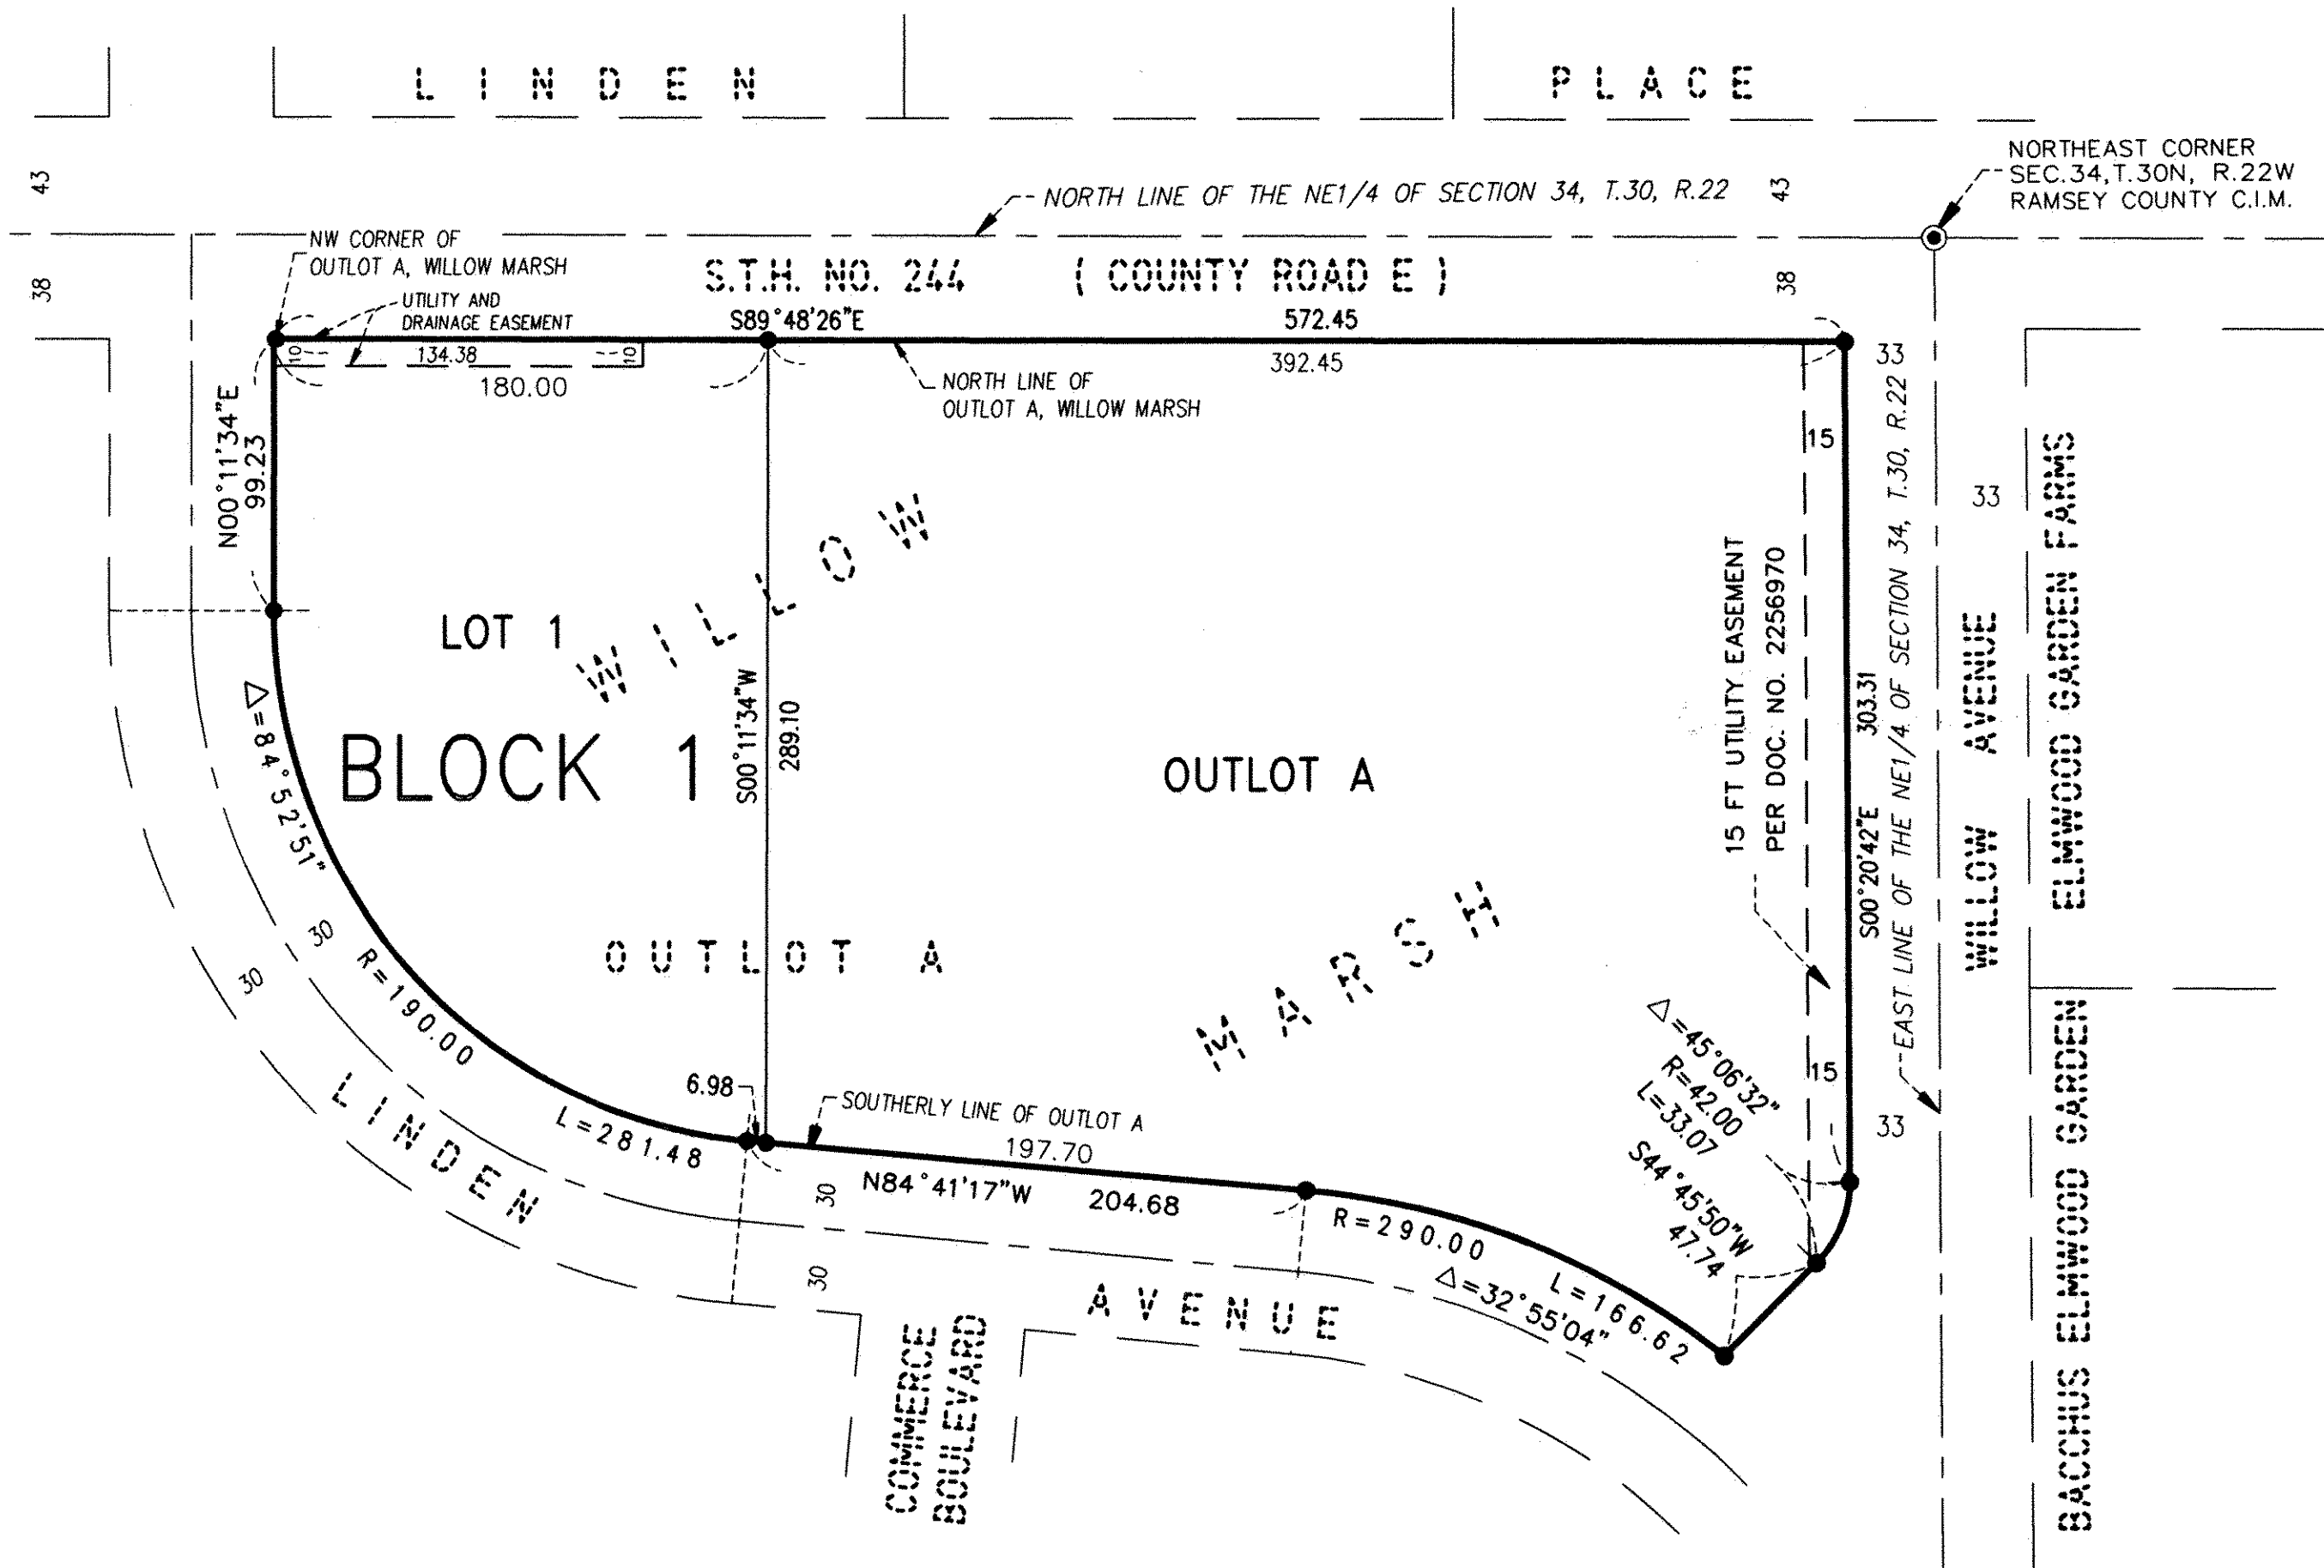 LINDEN PLACE
43
NORTHEAST CORNER
SEC.34,T.30N, R.22W
RAMSEY COUNTY C.I.M.
NORTH LINE OF THE NE1/4 OF SECTION 34, T.30, R.22
43
NW CORNER OF
OUTLOT A, WILLOW MARSH
38
S.T.H. NO. 244 ( COUNTY ROAD E )
38
UTILITY AND
DRAINAGE EASEMENT
S89°48'26"E
572.45
10
134.38
10
180.00
392.45
33
NORTH LINE OF
OUTLOT A, WILLOW MARSH
15
N00°11'34"E
99.23
33
WILLOW
LOT 1
BLOCK 1
S00°11'34"W
289.10
OUTLOT A
15 FT UTILITY EASEMENT
PER DOC. NO. 2256970
S00°20'42"E 303.31
EAST LINE OF THE NE1/4 OF SECTION 34, T.30, R.22
WILLOW AVENUE
ELMWOOD GARDEN FARMS
BACCHUS ELMWOOD GARDEN
Δ=84°52'51"
R=190.00
L=281.48
30
30
OUTLOT A
MARSH
Δ=45°06'32"
R=42.00
L=33.07
S44°45'50"W
47.74
15
33
6.98
SOUTHERLY LINE OF OUTLOT A
197.70
N84°41'17"W
204.68
30
30
R=290.00
L=166.62
Δ=32°55'04"
LINDEN
AVENUE
COMMERCE
BOULEVARD